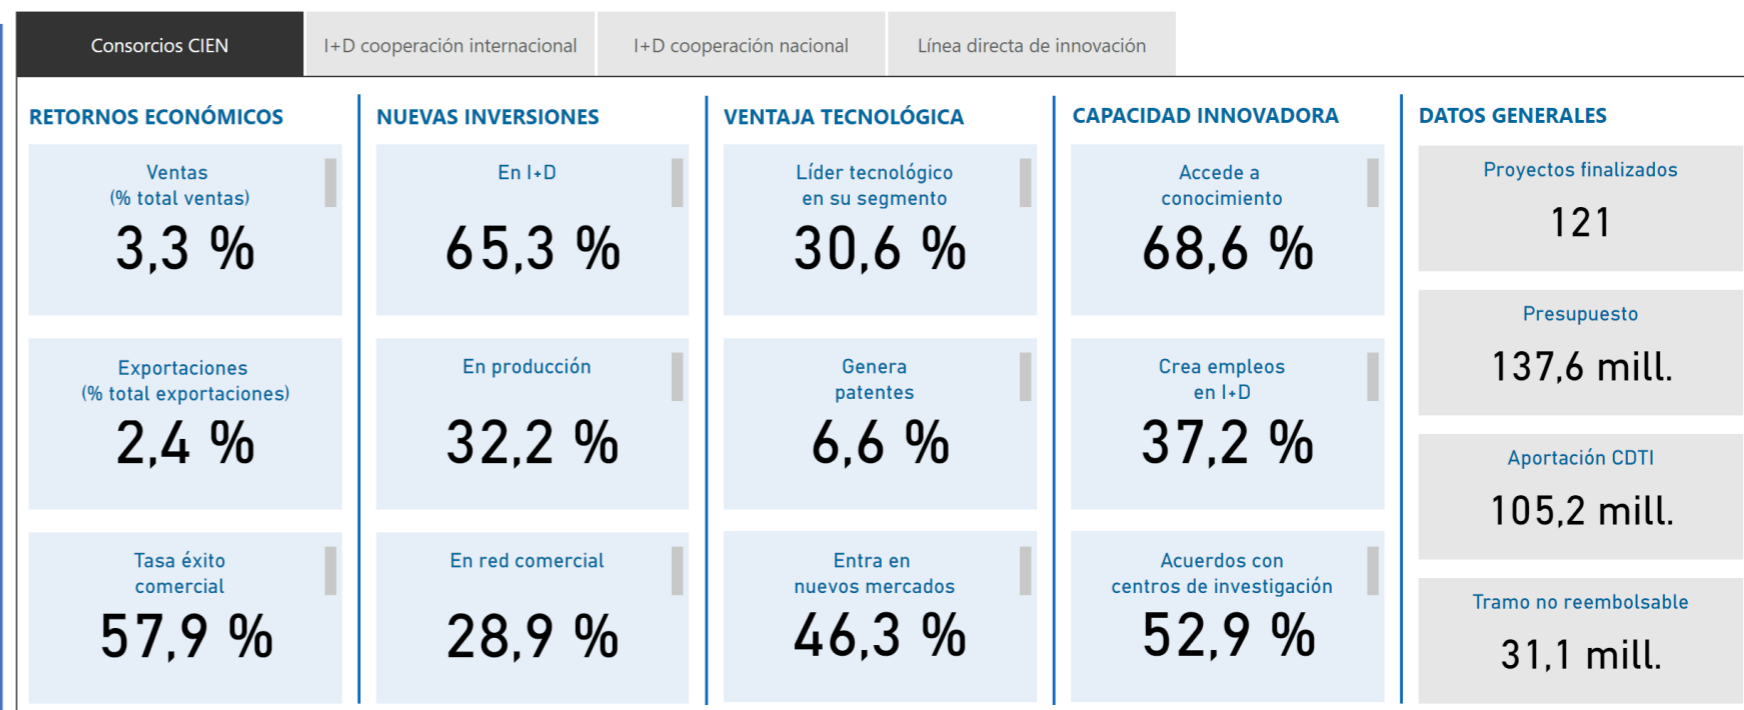 Consorcios CIEN
I+D cooperación internacional
I+D cooperación nacional
Línea directa de innovación
RETORNOS ECONÓMICOS
Ventas
(% total ventas)
3,3 %
Exportaciones
(% total exportaciones)
2,4 %
Tasa éxito
comercial
57,9 %
NUEVAS INVERSIONES
En I+D
65,3 %
En producción
32,2 %
En red comercial
28,9 %
VENTAJA TECNOLÓGICA
Líder tecnológico
en su segmento
30,6 %
Genera
patentes
6,6 %
Entra en
nuevos mercados
46,3 %
CAPACIDAD INNOVADORA
Accede a
conocimiento
68,6 %
Crea empleos
en I+D
37,2 %
Acuerdos con
centros de investigación
52,9 %
DATOS GENERALES
Proyectos finalizados
121
Presupuesto
137,6 mill.
Aportación CDTI
105,2 mill.
Tramo no reembolsable
31,1 mill.